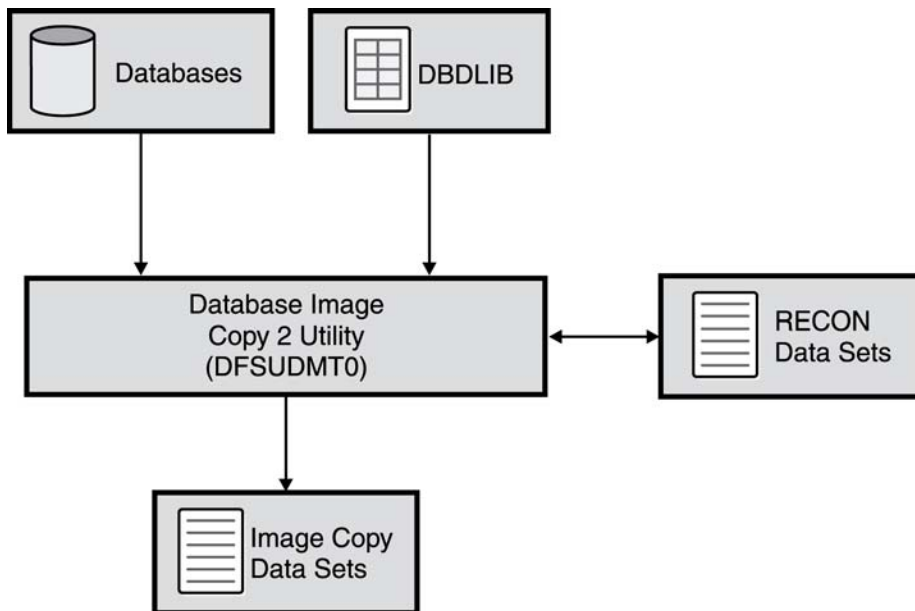 Databases
DBDLIB
Database Image
Copy 2 Utility
(DFSUDMT0)
RECON
Data Sets
Image Copy
Data Sets